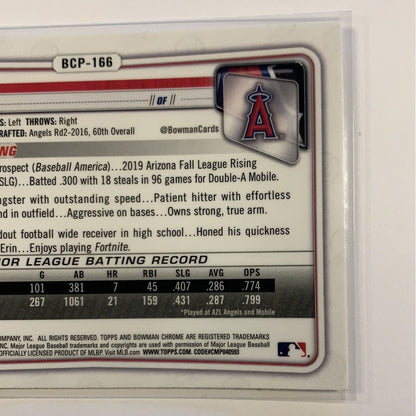 BCP-166
// OF //
S: Left THROWS: Right
RAFTED: Angels Rd2-2016, 60th Overall
@BowmanCards
A
NG
rospect (Baseball America)...2019 Arizona Fall League Rising
SLG)...Batted .300 with 18 steals in 96 games for Double-A Mobile.
ngster with outstanding speed...Patient hitter with effortless
nd in outfield...Aggressive on bases...Owns strong, true arm.
dout football wide receiver in high school...Honed his quickness
Erin...Enjoys playing Fortnite.
OR LEAGUE BATTING RECORD
G AB HR RBI SLG AVG OPS
101 381 7 45 .407 .286 .774
267 1061 21 159 .431 .287 .799
*Played at AZL Angels and Mobile
COMPANY, INC. ALL RIGHTS RESERVED. TOPPS AND BOWMAN CHROME ARE REGISTERED TRADEMARKS
INC. Major League Baseball trademarks and copyrights are used with permission of Major League Baseball
OFFICIALLY LICENSED PRODUCT OF MLBP. Visit MLB.com WWW.TOPPS.COM. CODE#CMP040593